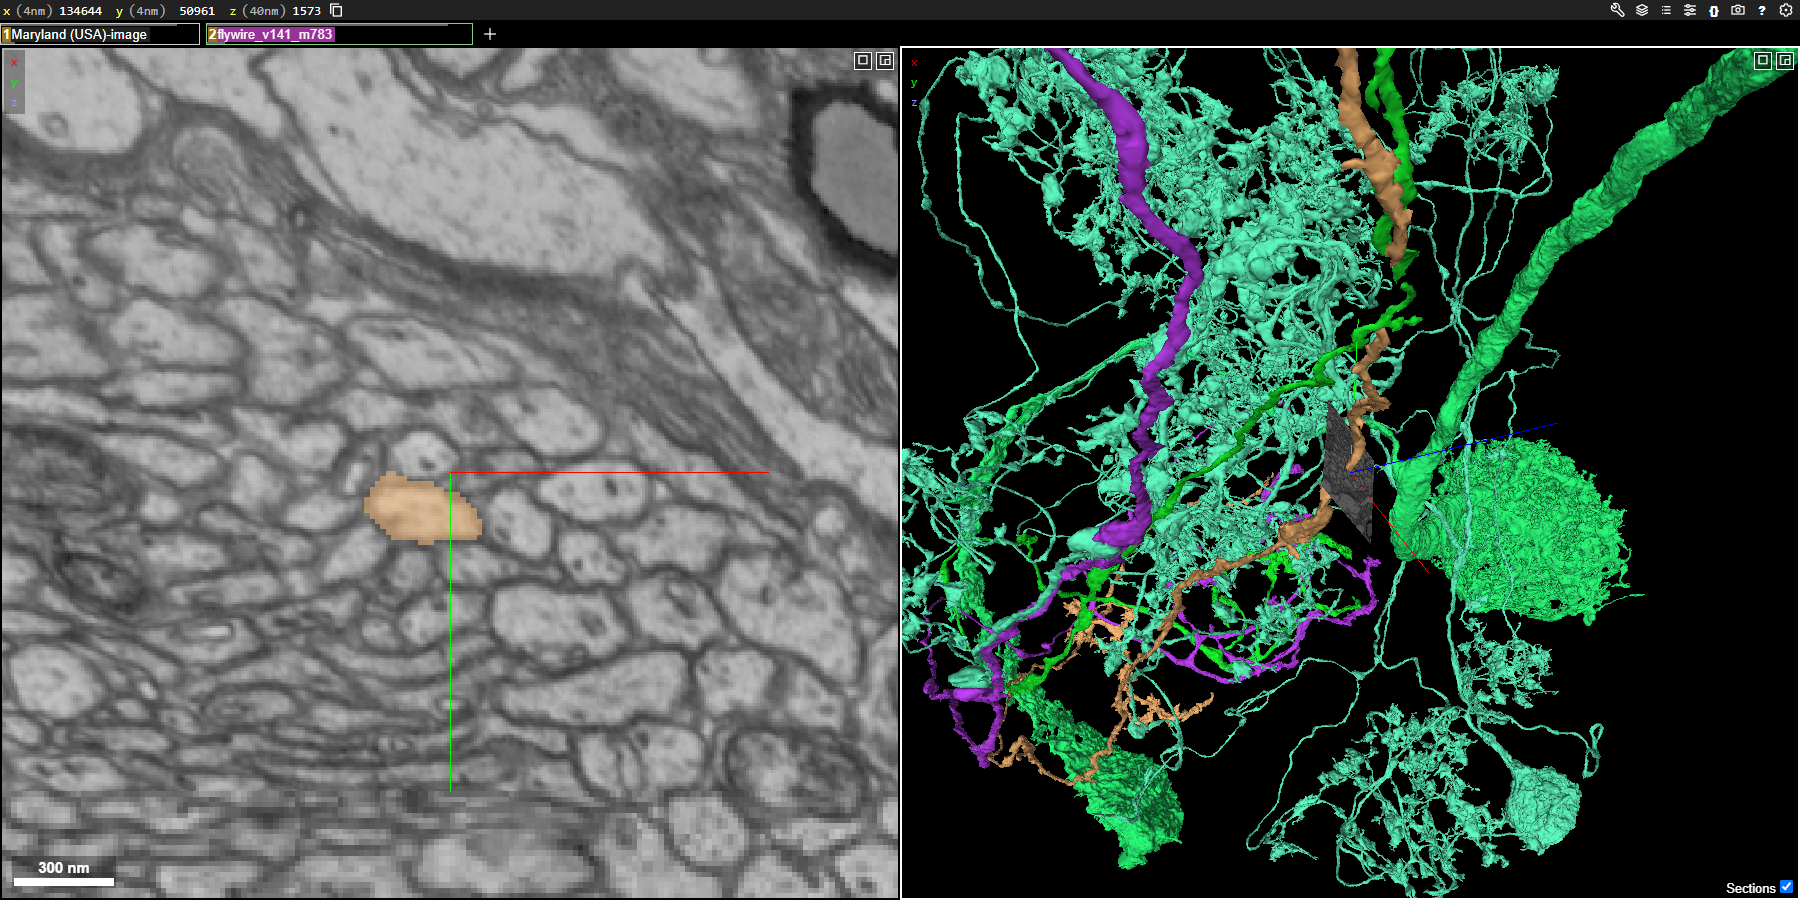 x (4nm) 134644 y (4nm) 50961 z (40nm) 1573
1 Maryland (USA)-image 2 flywire_v141_m783 +
x
y
z
300 nm
x
y
z
Sections